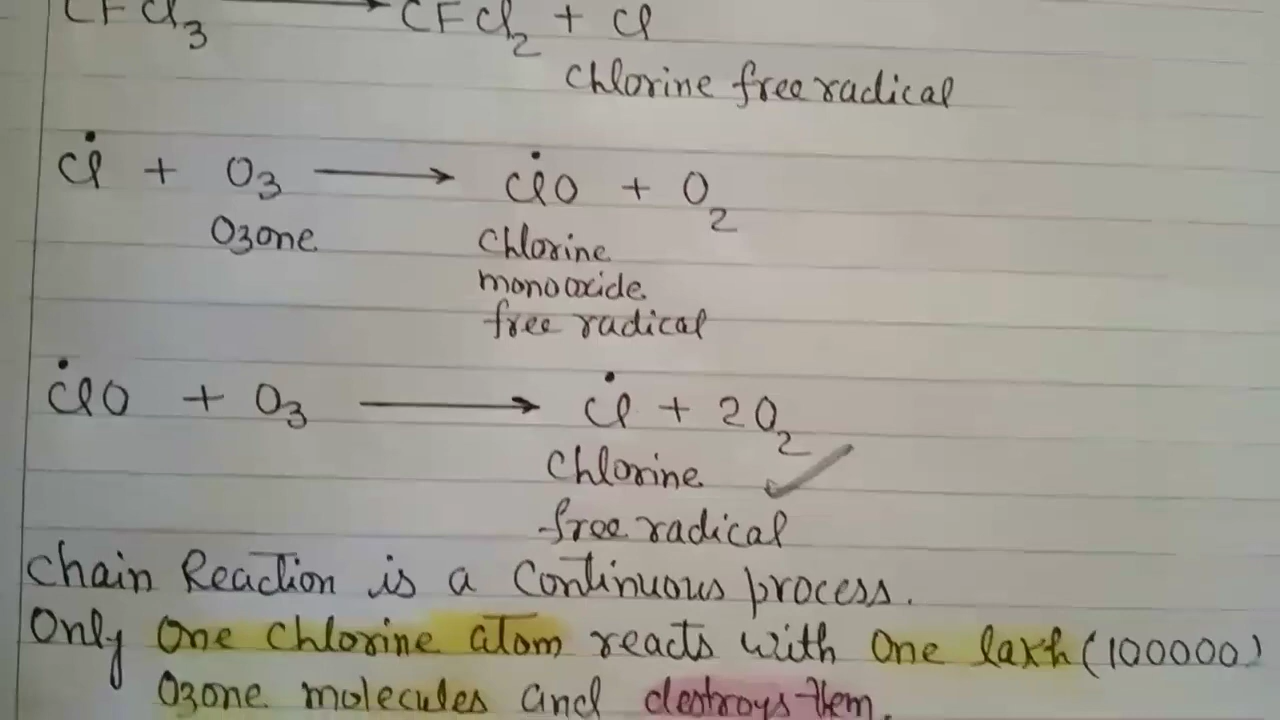 CFCl3 → CFCl2 + Cl
Chlorine free radical
Cl̇ + O3 → ĊlO + O2
Ozone Chlorine
monooxide
free radical
ĊlO + O3 → Ċl + 2O2
Chlorine ✓
free radical
Chain Reaction is a Continuous process.
Only One Chlorine atom reacts with One lakh (100000)
Ozone molecules and destroys them.